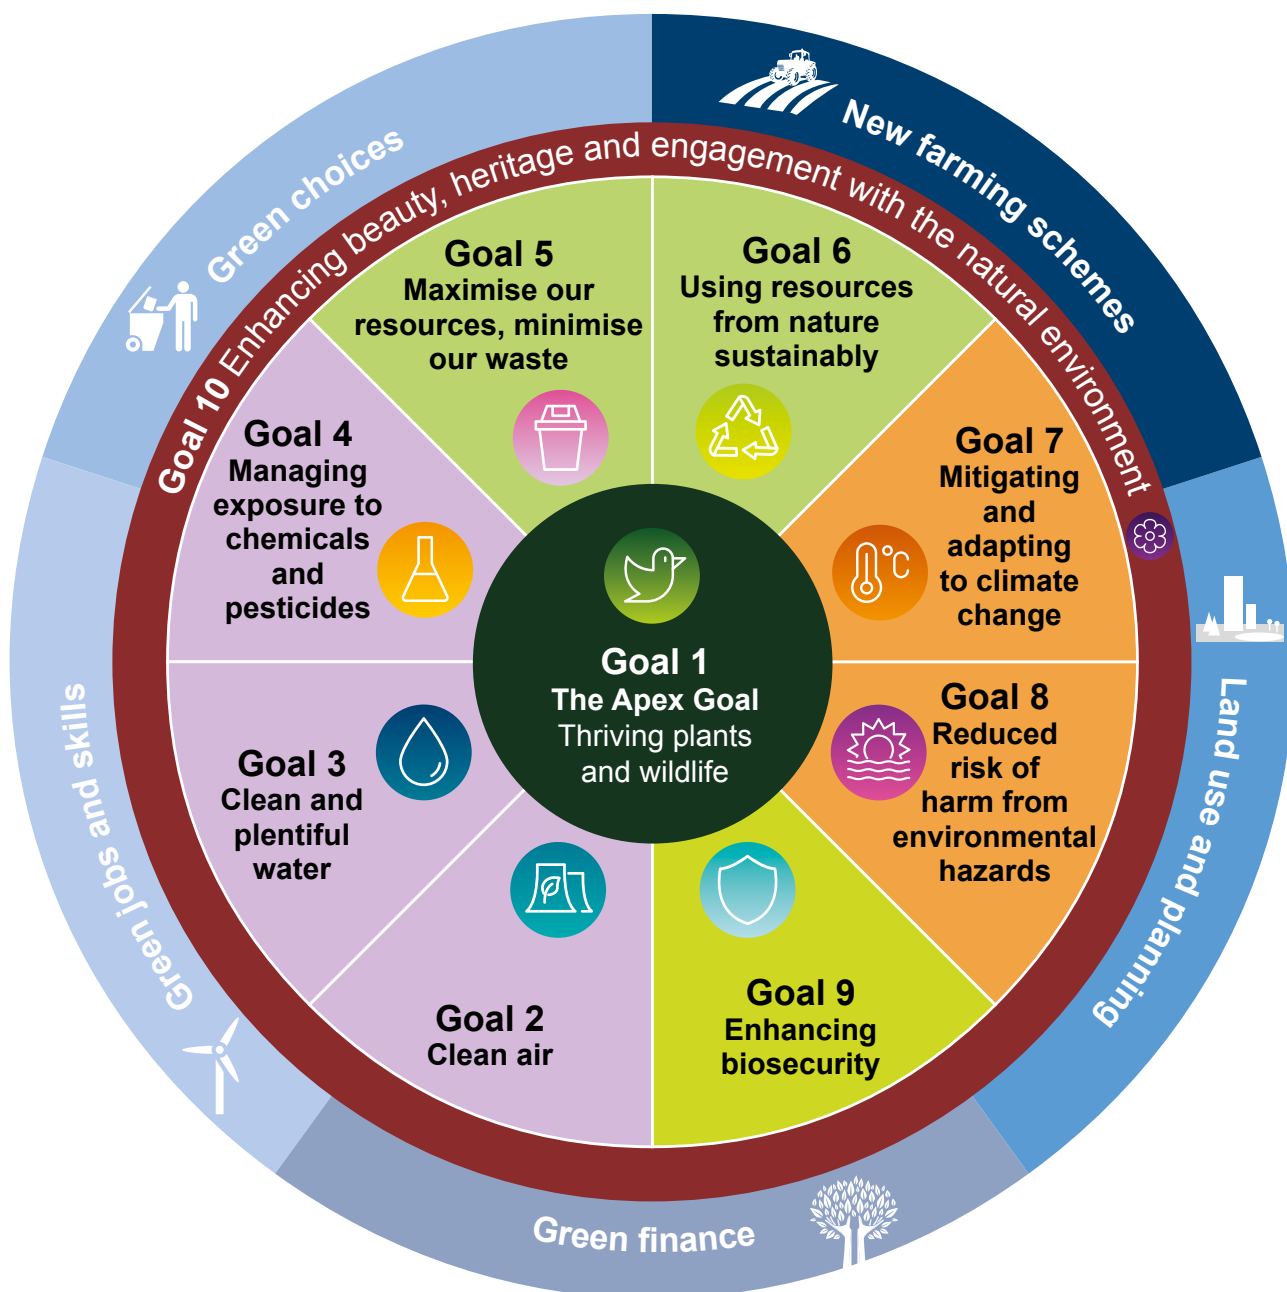 New farming schemes
Green choices
Goal 10 Enhancing beauty, heritage and engagement with the natural environment
Goal 5
Maximise our
resources, minimise
our waste
Goal 6
Using resources
from nature
sustainably
Goal 4
Managing
exposure to
chemicals
and
pesticides
Goal 7
Mitigating
and
adapting
to climate
change
°C
Goal 1
The Apex Goal
Thriving plants
and wildlife
Goal 3
Clean and
plentiful
water
Goal 8
Reduced
risk of
harm from
environmental
hazards
Goal 2
Clean air
Goal 9
Enhancing
biosecurity
Green jobs and skills
Land use and planning
Green finance